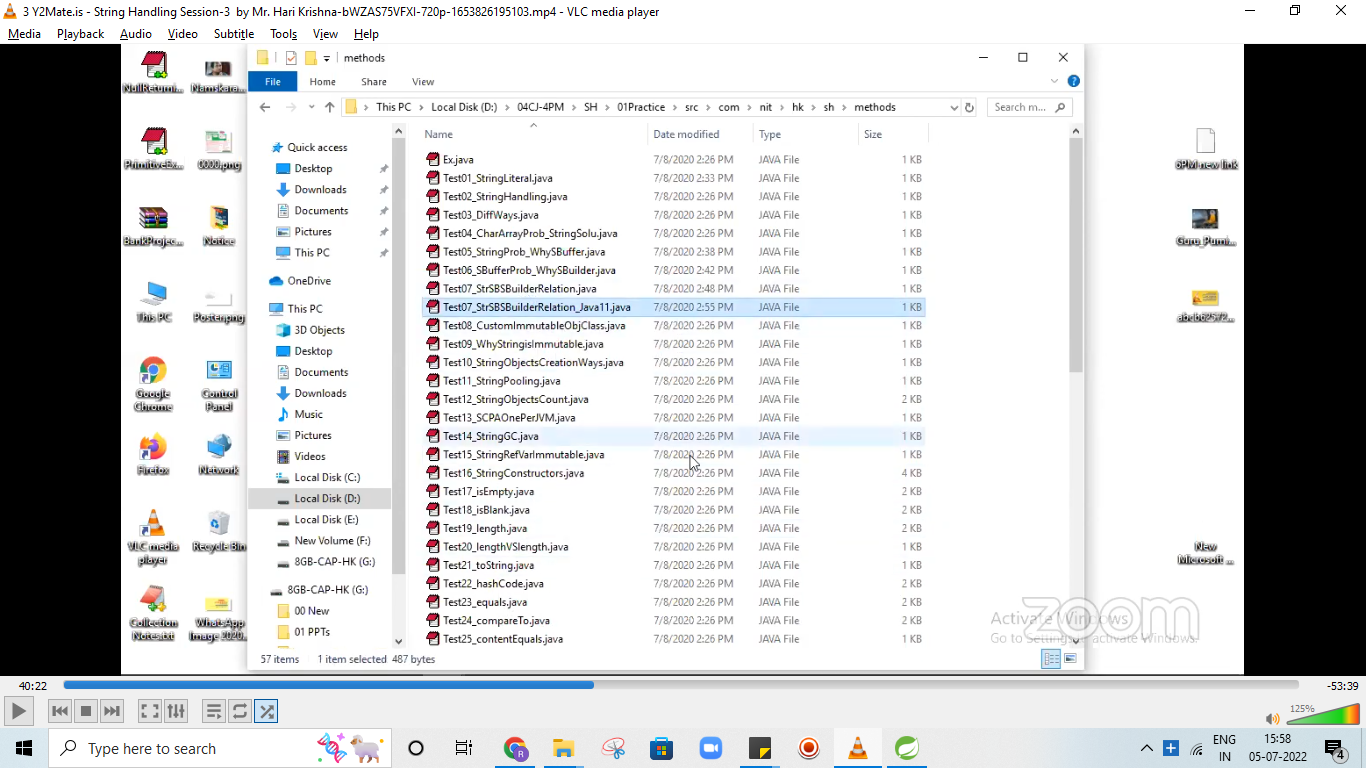 3 Y2Mate.is - String Handling Session-3 by Mr. Hari Krishna-bWZAS75VFXI-720p-1653826195103.mp4 - VLC media player
Media Playback Audio Video Subtitle Tools View Help
methods
File Home Share View
This PC > Local Disk (D:) > 04CJ-4PM > SH > 01Practice > src > com > nit > hk > sh > methods
Search m...
Name Date modified Type Size
Ex.java 7/8/2020 2:26 PM JAVA File 1 KB
Test01_StringLiteral.java 7/8/2020 2:33 PM JAVA File 1 KB
Test02_StringHandling.java 7/8/2020 2:26 PM JAVA File 1 KB
Test03_DiffWays.java 7/8/2020 2:26 PM JAVA File 1 KB
Test04_CharArrayProb_StringSolu.java 7/8/2020 2:26 PM JAVA File 1 KB
Test05_StringProb_WhySBuffer.java 7/8/2020 2:38 PM JAVA File 1 KB
Test06_SBufferProb_WhySBuilder.java 7/8/2020 2:42 PM JAVA File 1 KB
Test07_StrSBSBuilderRelation.java 7/8/2020 2:48 PM JAVA File 1 KB
Test07_StrSBSBuilderRelation_Java11.java 7/8/2020 2:55 PM JAVA File 1 KB
Test08_CustomImmutableObjClass.java 7/8/2020 2:26 PM JAVA File 1 KB
Test09_WhyStringisImmutable.java 7/8/2020 2:26 PM JAVA File 1 KB
Test10_StringObjectsCreationWays.java 7/8/2020 2:26 PM JAVA File 1 KB
Test11_StringPooling.java 7/8/2020 2:26 PM JAVA File 1 KB
Test12_StringObjectsCount.java 7/8/2020 2:26 PM JAVA File 2 KB
Test13_SCPAOnePerJVM.java 7/8/2020 2:26 PM JAVA File 1 KB
Test14_StringGC.java 7/8/2020 2:26 PM JAVA File 1 KB
Test15_StringRefVarImmutable.java 7/8/2020 2:26 PM JAVA File 1 KB
Test16_StringConstructors.java 7/8/2020 2:26 PM JAVA File 4 KB
Test17_isEmpty.java 7/8/2020 2:26 PM JAVA File 2 KB
Test18_isBlank.java 7/8/2020 2:26 PM JAVA File 2 KB
Test19_length.java 7/8/2020 2:26 PM JAVA File 2 KB
Test20_lengthVSlength.java 7/8/2020 2:26 PM JAVA File 1 KB
Test21_toString.java 7/8/2020 2:26 PM JAVA File 1 KB
Test22_hashCode.java 7/8/2020 2:26 PM JAVA File 2 KB
Test23_equals.java 7/8/2020 2:26 PM JAVA File 2 KB
Test24_compareTo.java 7/8/2020 2:26 PM JAVA File 2 KB
Test25_contentEquals.java 7/8/2020 2:26 PM JAVA File 1 KB
Quick access
Desktop
Downloads
Documents
Pictures
This PC
OneDrive
This PC
3D Objects
Desktop
Documents
Downloads
Music
Pictures
Videos
Local Disk (C:)
Local Disk (D:)
Local Disk (E:)
New Volume (F:)
8GB-CAP-HK (G:)
8GB-CAP-HK (G:)
00 New
01 PPTs
57 items 1 item selected 487 bytes
NullReturni... Namskara...
PrimitiveEx... 0000.png
BankProjec... Notice
This PC Poster.png
Google Chrome Control Panel
Firefox Network
VLC media player Recycle Bin
Collection Notes.txt WhatsApp Image 2020...
6PM new link
Guru_Purni...
New Microsoft ...
zoom
Activate Windows
Go to Settings to activate Windows.
40:22 -53:39
125%
Type here to search
ENG IN
15:58
05-07-2022
4